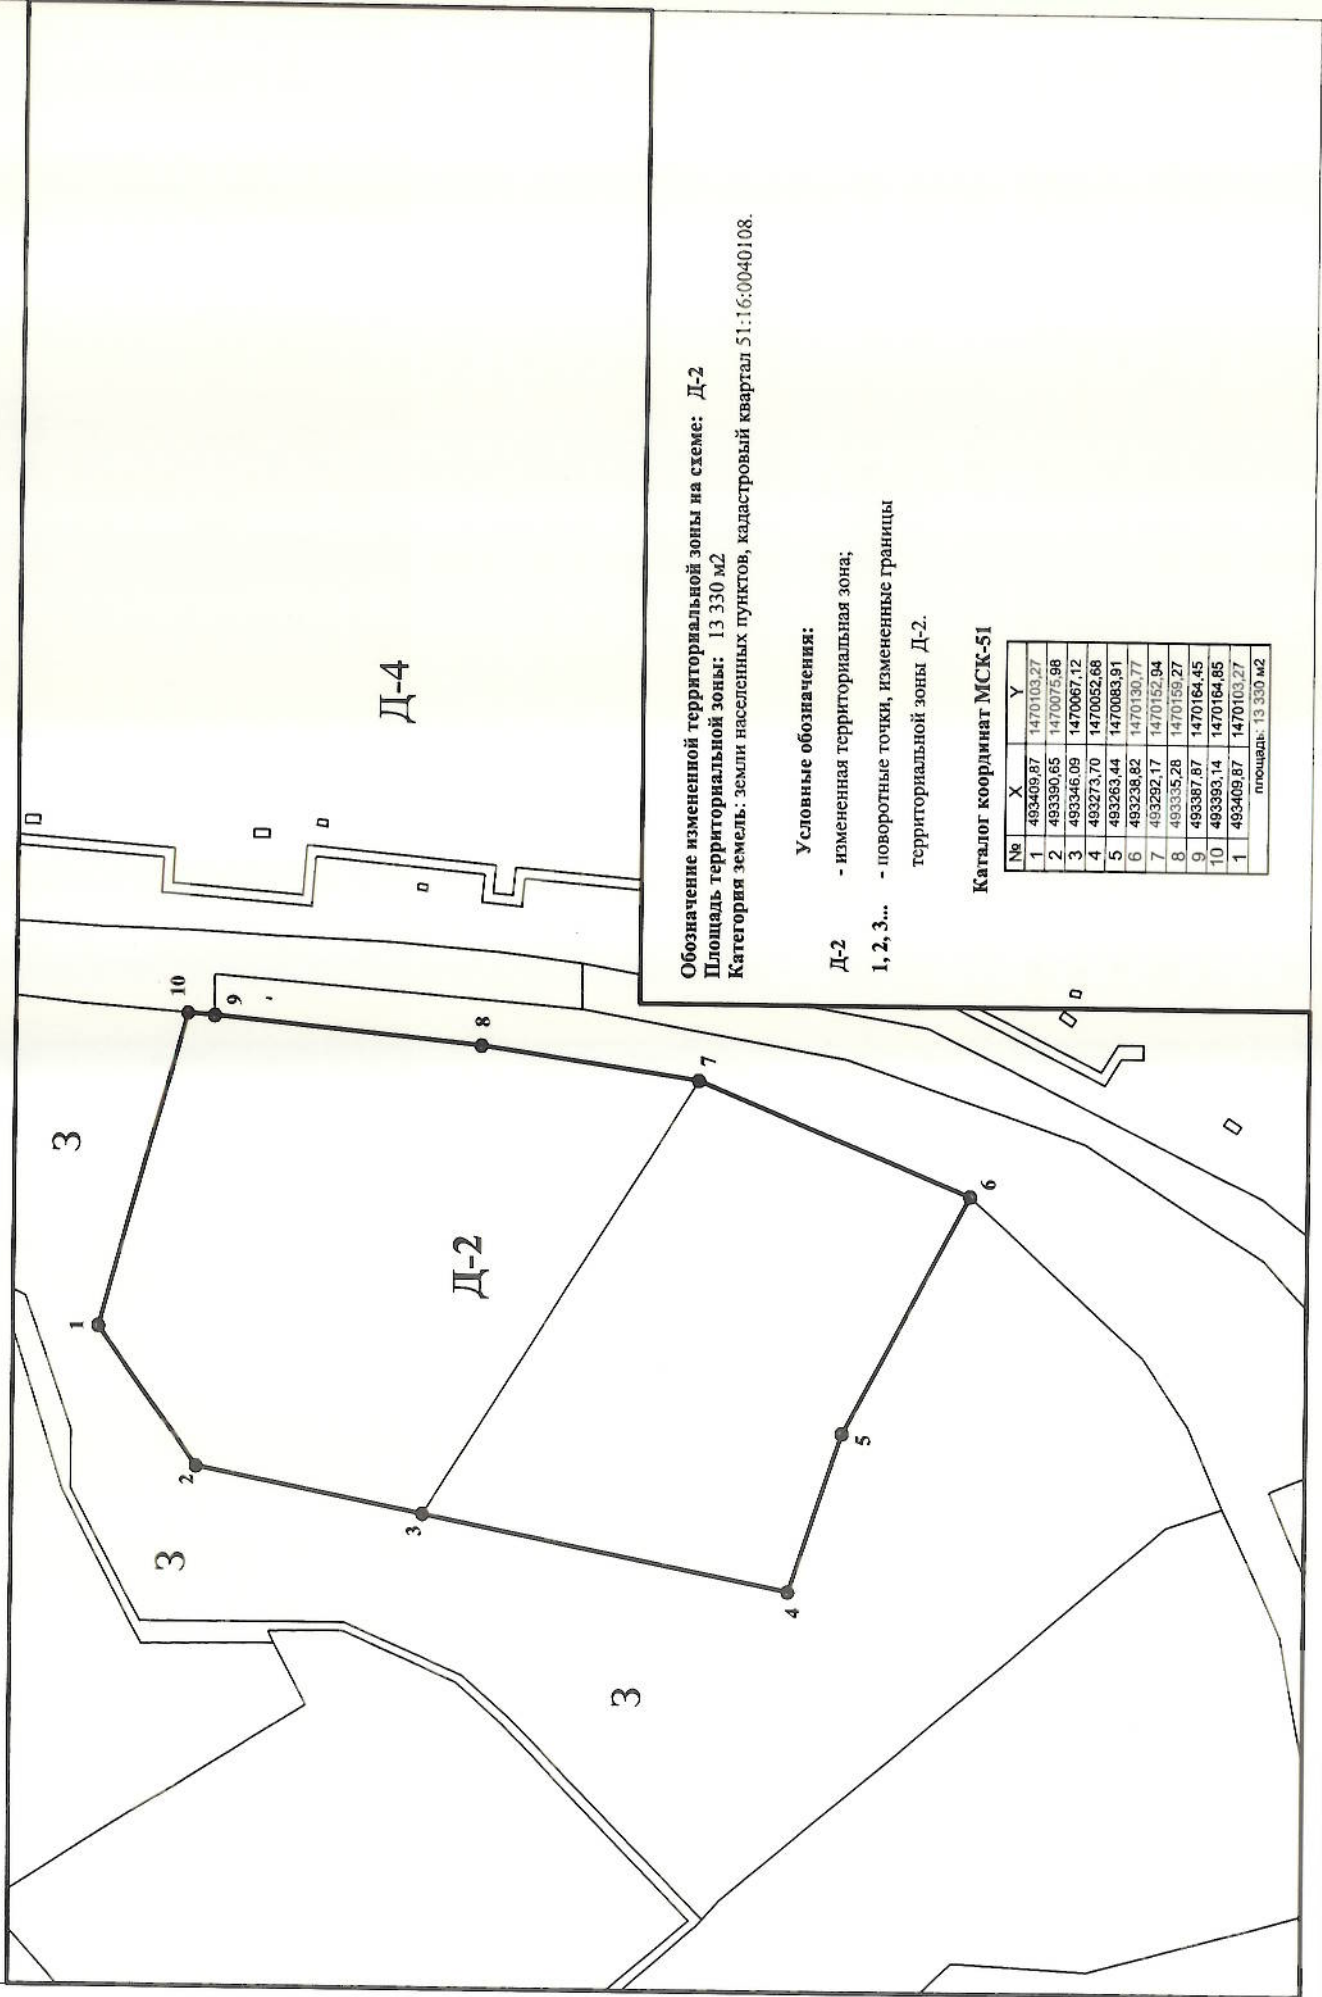 1
2
3
4
5
6
7
8
9
10
З
З
З
Д-2
Д-4
Обозначение измененной территориальной зоны на схеме: Д-2
Площадь территориальной зоны: 13 330 м2
Категория земель: земли населенных пунктов, кадастровый квартал 51:16:0040108.
Условные обозначения:
Д-2 - измененная территориальная зона;
1, 2, 3... - поворотные точки, измененные границы
территориальной зоны Д-2.
Каталог координат МСК-51
№ X Y
1 493409,87 1470103,27
2 493390,65 1470075,98
3 493346,09 1470067,12
4 493273,70 1470052,68
5 493263,44 1470083,91
6 493238,82 1470130,77
7 493292,17 1470152,94
8 493335,28 1470159,27
9 493387,87 1470164,45
10 493393,14 1470164,85
1 493409,87 1470103,27
площадь: 13 330 м2